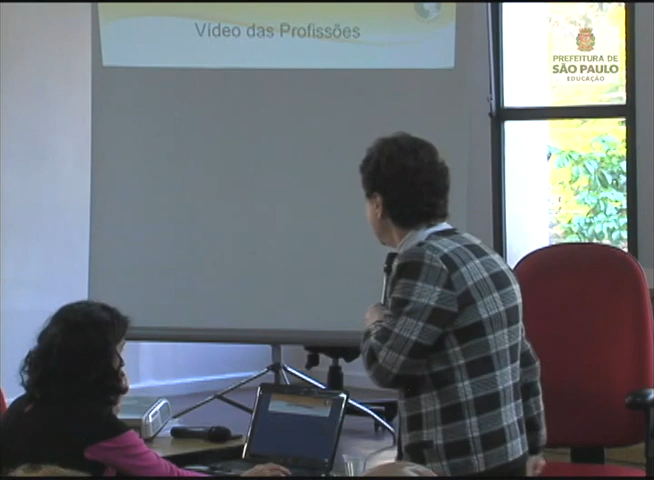 Vídeo das Profissões
PREFEITURA DE
SÃO PAULO
EDUCAÇÃO